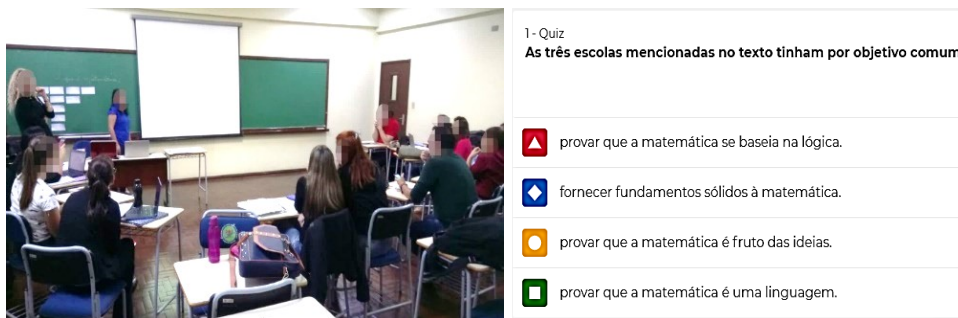 1 - Quiz
As três escolas mencionadas no texto tinham por objetivo comum
provar que a matemática se baseia na lógica.
fornecer fundamentos sólidos à matemática.
provar que a matemática é fruto das ideias.
provar que a matemática é uma linguagem.